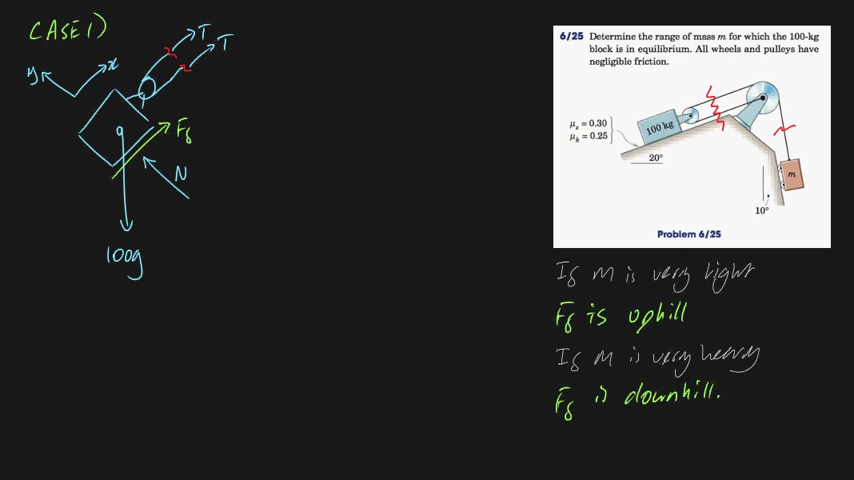 CASE 1)
T
T
y
x
Ff
N
100g
6/25 Determine the range of mass m for which the 100-kg
block is in equilibrium. All wheels and pulleys have
negligible friction.
μs = 0.30
μk = 0.25
100 kg
20°
m
10°
Problem 6/25
If m is very light
Ff is uphill
If m is very heavy
Ff is downhill.